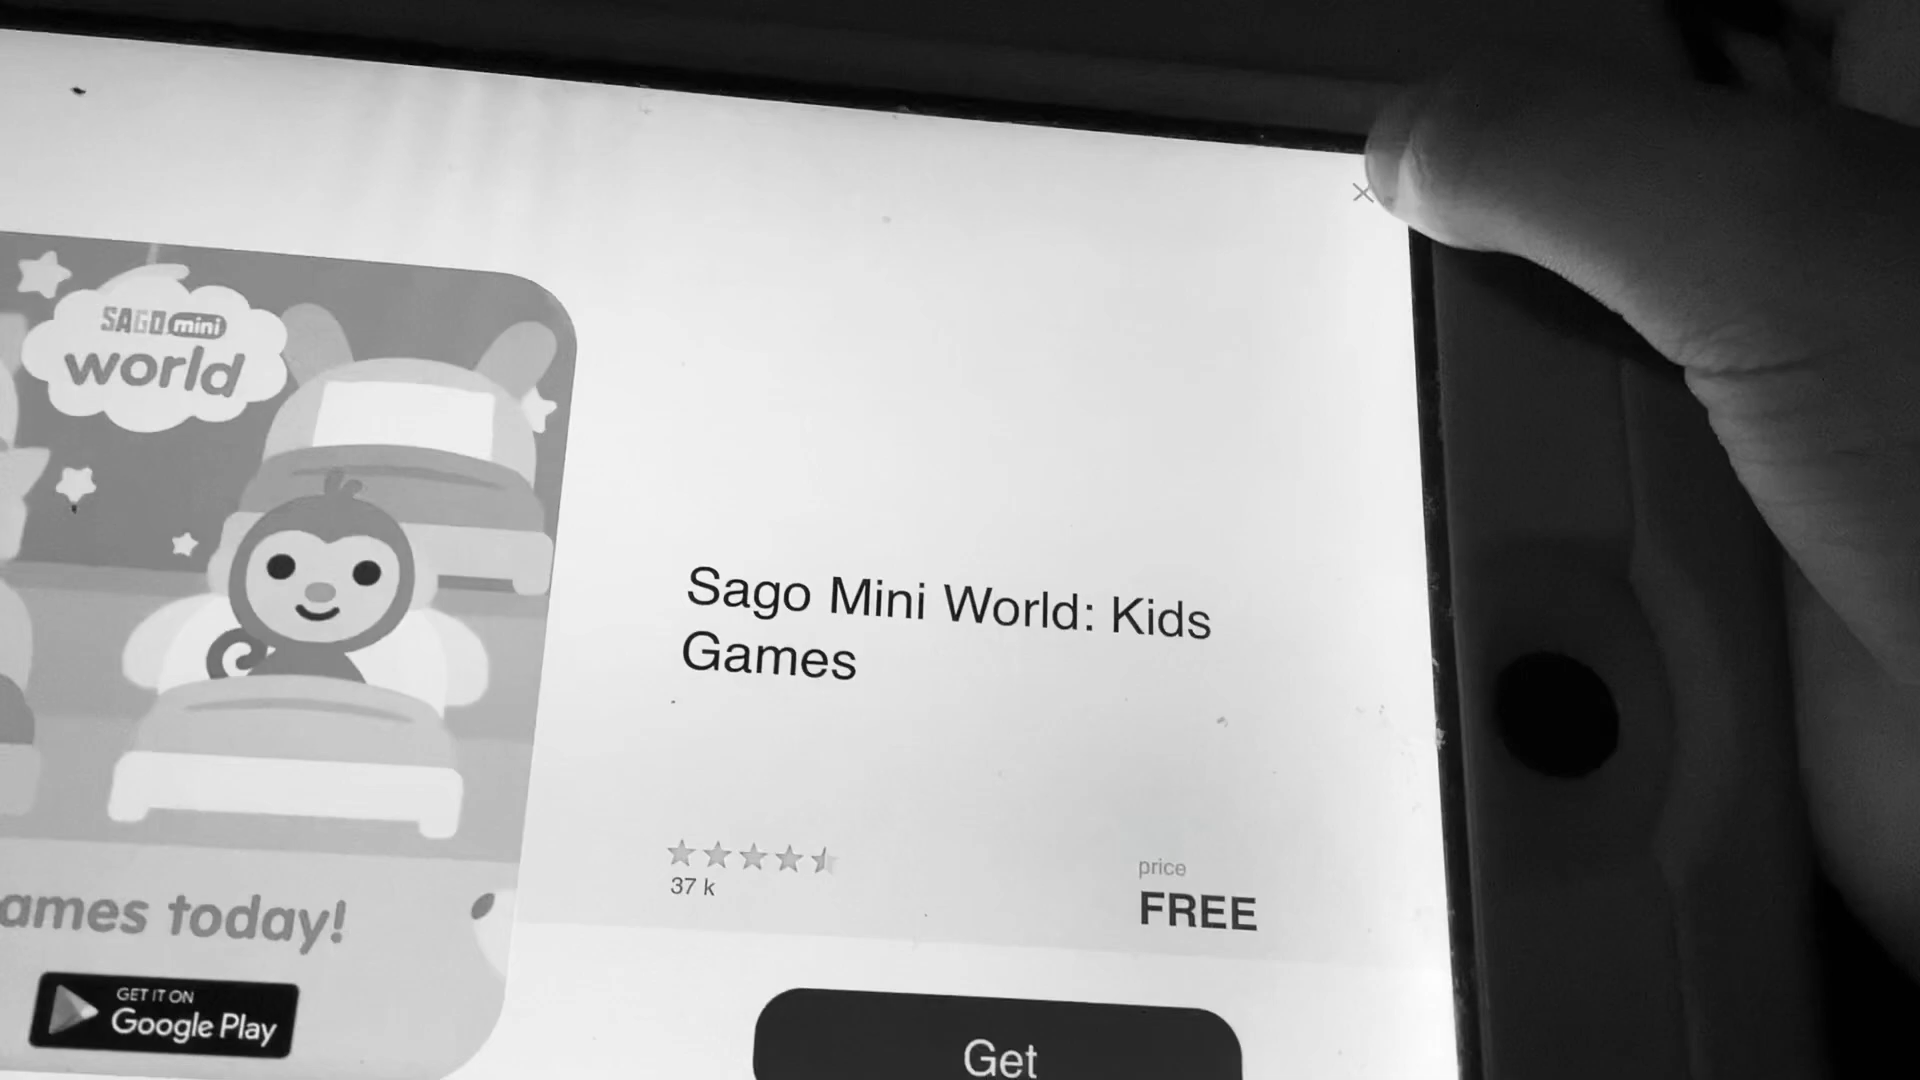 SAGO mini
world
Sago Mini World: Kids
Games
37 k
price
FREE
ames today!
GET IT ON
Google Play
Get